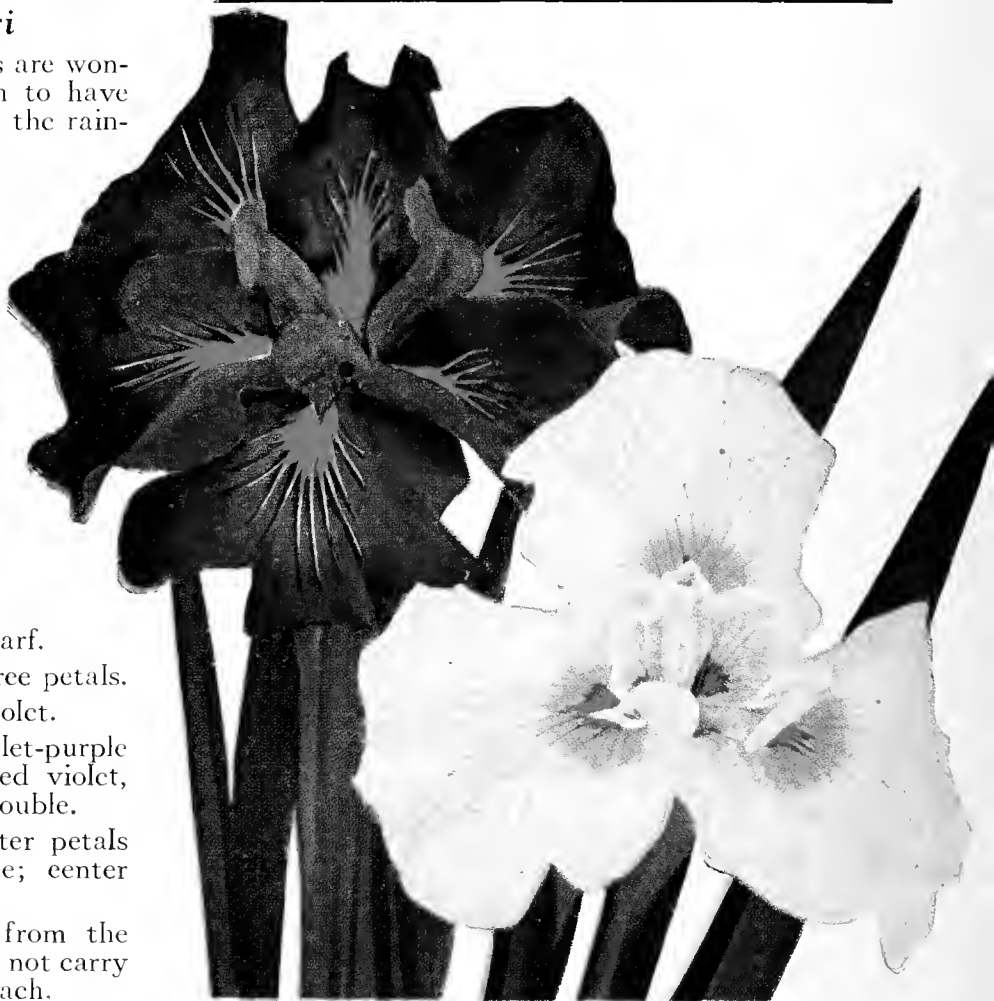 s are won-
to have
the rain-
arf.
ree petals.
olet.
let-purple
ed violet,
ouble.
ter petals
e; center
from the
not carry
ach.